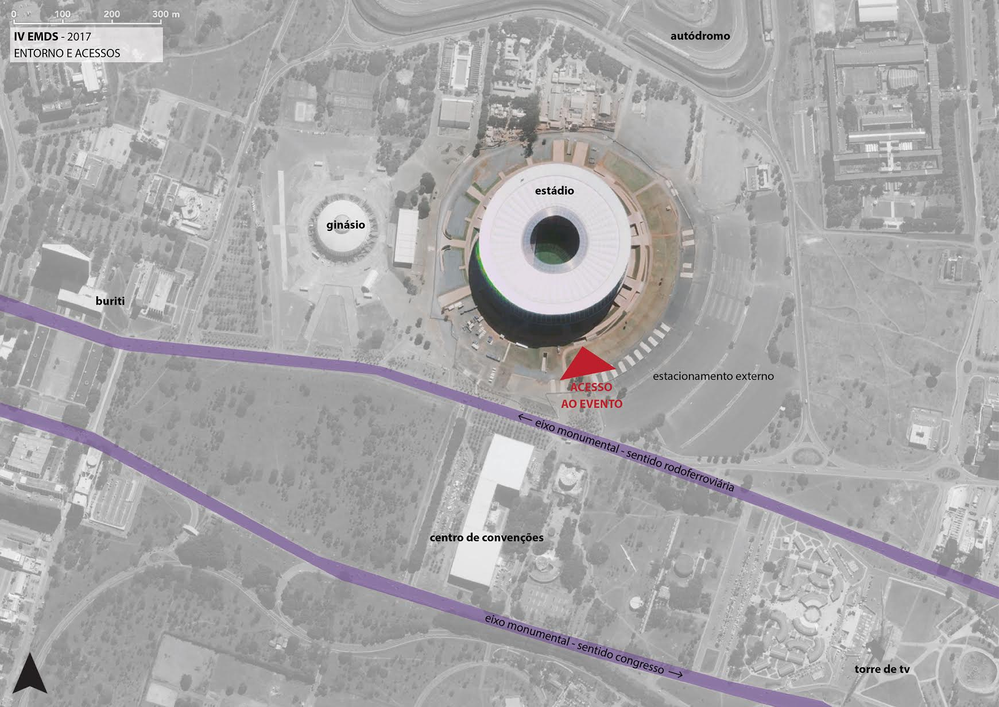 0 100 200 300 m
IV EMDS - 2017
ENTORNO E ACESSOS
autódromo
estádio
ginásio
buriti
estacionamento externo
ACESSO
AO EVENTO
← eixo monumental - sentido rodoferroviária
centro de convenções
eixo monumental - sentido congresso →
torre de tv